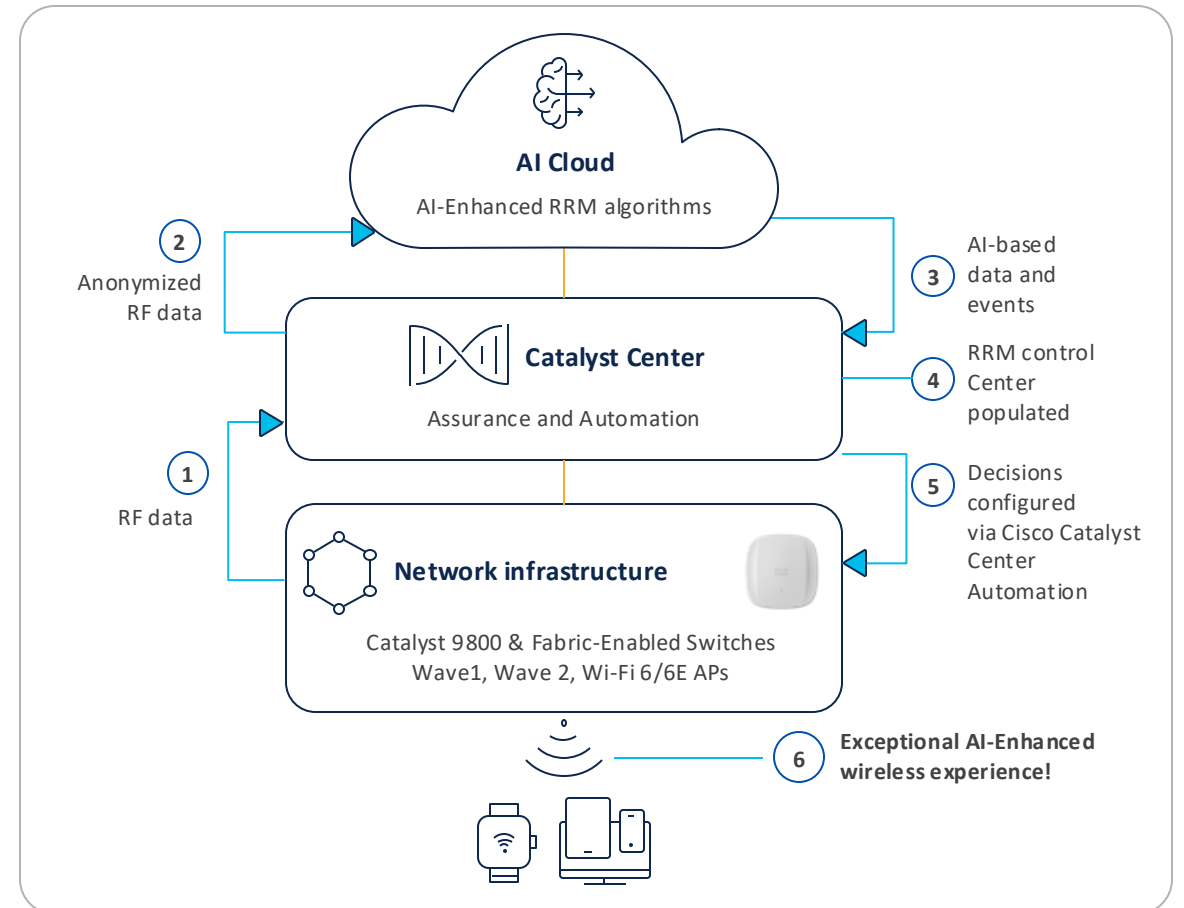 AI Cloud
AI-Enhanced RRM algorithms
2
Anonymized
RF data
3
AI-based
data and
events
Catalyst Center
Assurance and Automation
4
RRM control
Center
populated
1
RF data
5
Decisions
configured
via Cisco Catalyst
Center
Automation
Network infrastructure
Catalyst 9800 & Fabric-Enabled Switches
Wave1, Wave 2, Wi-Fi 6/6E APs
6
Exceptional AI-Enhanced
wireless experience!